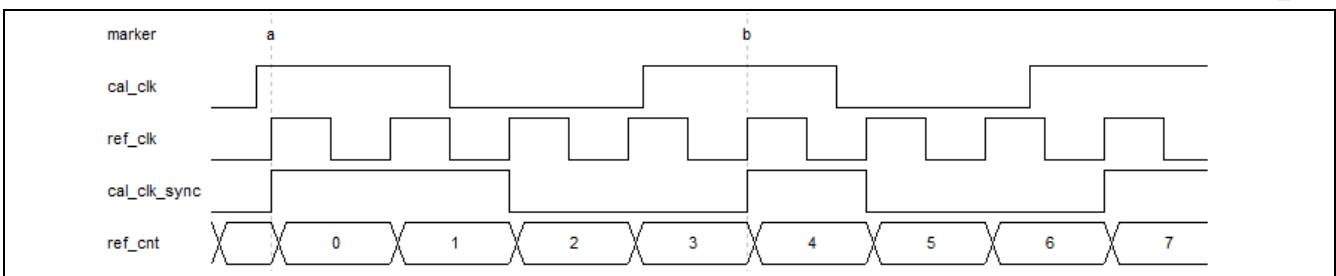 marker a b
cal_clk
ref_clk
cal_clk_sync
ref_cnt 0 1 2 3 4 5 6 7